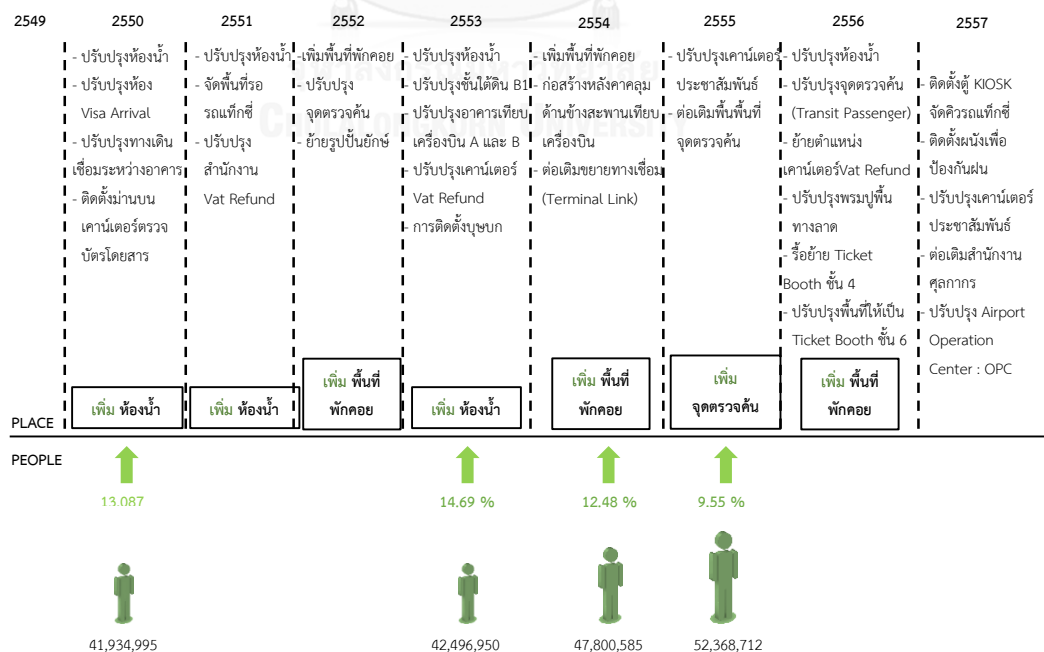 2549
2550
2551
2552
2553
2554
2555
2556
2557
- ปรับปรุงห้องน้ำ
- ปรับปรุงห้อง
Visa Arrival
- ปรับปรุงทางเดิน
เชื่อมระหว่างอาคาร
- ติดตั้งม่านบน
เคาน์เตอร์ตรวจ
บัตรโดยสาร
- ปรับปรุงห้องน้ำ
- จัดพื้นที่รอ
รถแท็กซี่
- ปรับปรุง
สำนักงาน
Vat Refund
-เพิ่มพื้นที่พักคอย
- ปรับปรุง
จุดตรวจค้น
- ย้ายรูปปั้นยักษ์
- ปรับปรุงห้องน้ำ
- ปรับปรุงชั้นใต้ดิน B1
- ปรับปรุงอาคารเทียบ
เครื่องบิน A และ B
- ปรับปรุงเคาน์เตอร์
Vat Refund
- การติดตั้งบุษบก
- เพิ่มพื้นที่พักคอย
- ก่อสร้างหลังคาคลุม
ด้านข้างสะพานเทียบ
เครื่องบิน
- ต่อเติมขยายทางเชื่อม
(Terminal Link)
- ปรับปรุงเคาน์เตอร์
ประชาสัมพันธ์
- ต่อเติมพื้นพื้นที่
จุดตรวจค้น
- ปรับปรุงห้องน้ำ
- ปรับปรุงจุดตรวจค้น
(Transit Passenger)
- ย้ายตำแหน่ง
เคาน์เตอร์Vat Refund
- ปรับปรุงพรมปูพื้น
ทางลาด
- รื้อย้าย Ticket
Booth ชั้น 4
- ปรับปรุงพื้นที่ให้เป็น
Ticket Booth ชั้น 6
- ติดตั้งตู้ KIOSK
จัดคิวรถแท็กซี่
- ติดตั้งผนังเพื่อ
ป้องกันฝน
- ปรับปรุงเคาน์เตอร์
ประชาสัมพันธ์
- ต่อเติมสำนักงาน
ศุลกากร
- ปรับปรุง Airport
Operation
Center : OPC
เพิ่ม ห้องน้ำ
เพิ่ม ห้องน้ำ
เพิ่ม พื้นที่
พักคอย
เพิ่ม ห้องน้ำ
เพิ่ม พื้นที่
พักคอย
เพิ่ม
จุดตรวจค้น
เพิ่ม พื้นที่
พักคอย
PLACE
PEOPLE
13.087
14.69 %
12.48 %
9.55 %
41,934,995
42,496,950
47,800,585
52,368,712
CHULALONGKORN UNIVERSITY